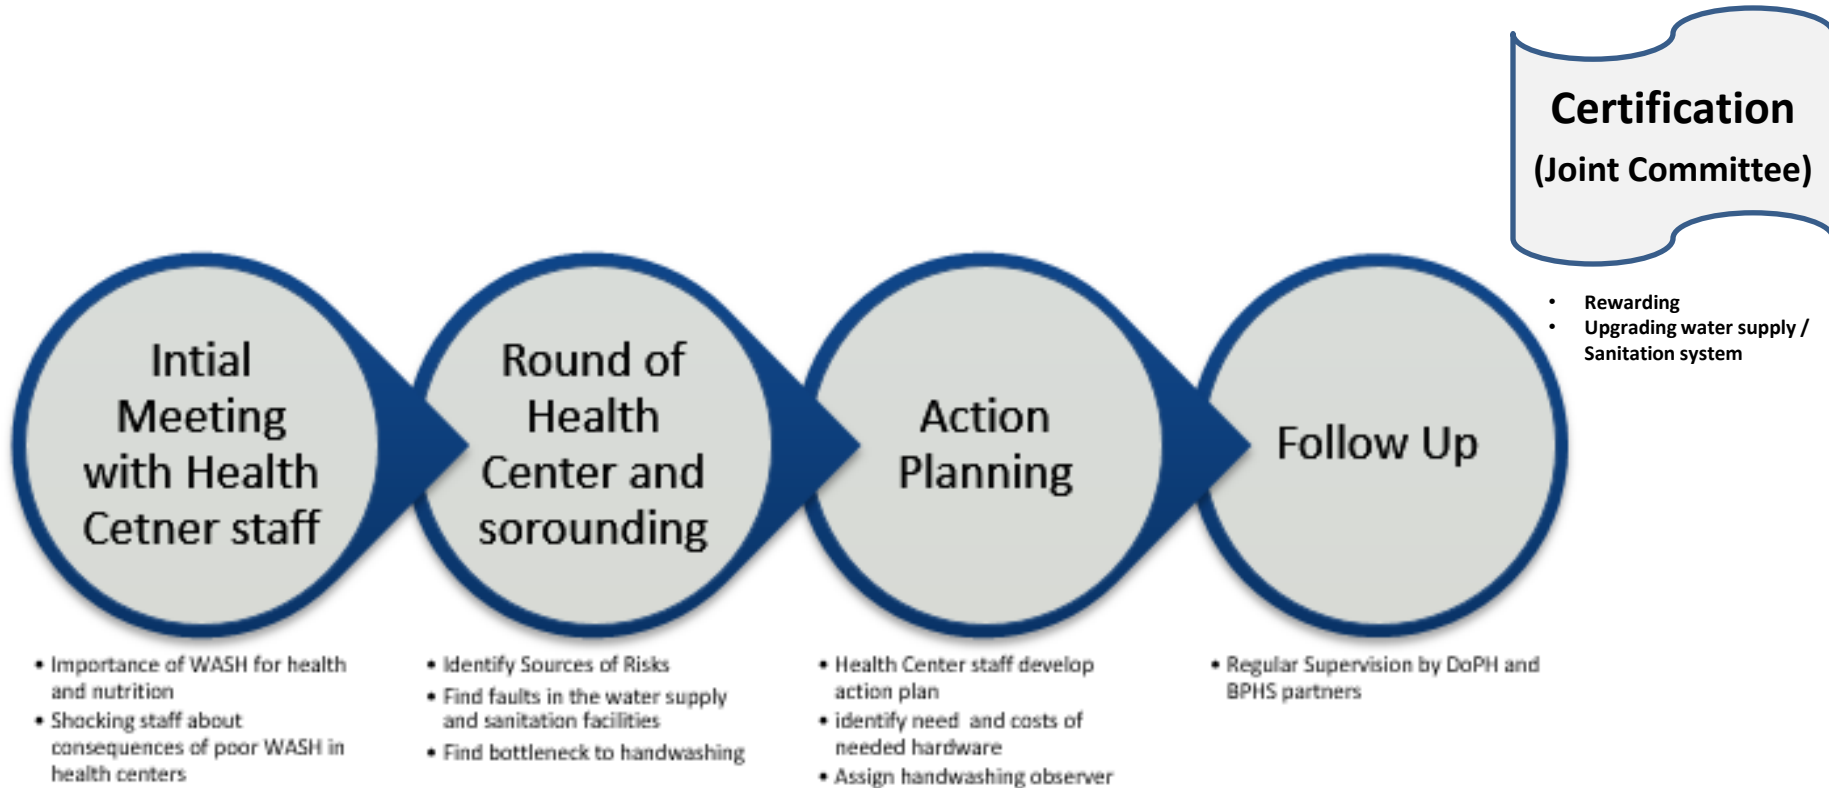 Certification
(Joint Committee)
• Rewarding
• Upgrading water supply /
Sanitation system
Intial
Meeting
with Health
Cetner staff
Round of
Health
Center and
sorounding
Action
Planning
Follow Up
• Importance of WASH for health
and nutrition
• Shocking staff about
consequences of poor WASH in
health centers
• Identify Sources of Risks
• Find faults in the water supply
and sanitation facilities
• Find bottleneck to handwashing
• Health Center staff develop
action plan
• identify need and costs of
needed hardware
• Assign handwashing observer
• Regular Supervision by DoPH and
BPHS partners